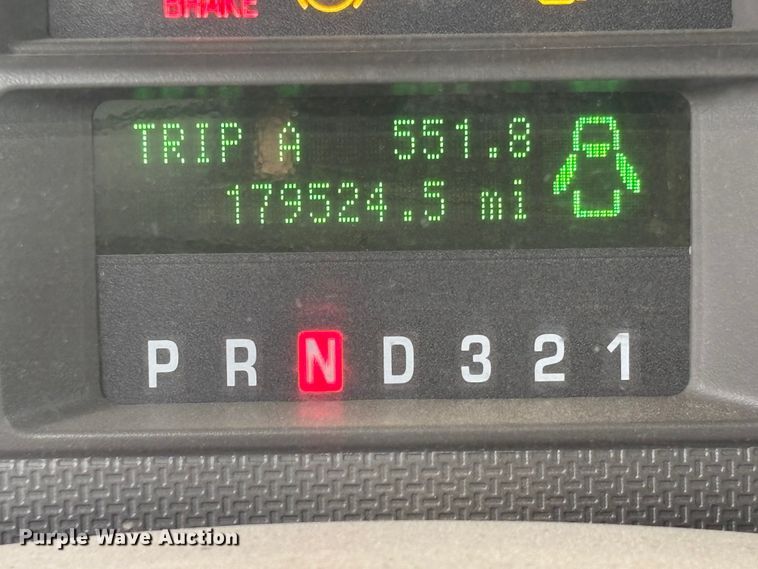 BRAKE
TRIP A 551.8
179524.5 mi
P R N D 3 2 1
Purple Wave Auction